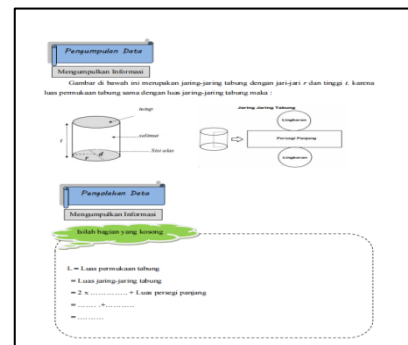 Pengumpulan Data
Mengumpulkan Informasi
Gambar di bawah ini merupakan jaring-jaring tabung dengan jari-jari r dan tinggi t. karena
luas permukaan tabung sama dengan luas jaring-jaring tabung maka :
tutup
Jaring Jaring Tabung
Lingkaran
t
selimut
Persegi Panjang
r
d
Sisi alas
Lingkaran
Pengolahan Data
Mengumpulkan Informasi
Isilah bagian yang kosong
L = Luas permukaan tabung
= Luas jaring-jaring tabung
= 2 x ………….. + Luas persegi panjang
= ……. .+………..
= ……….